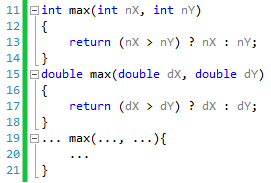 11 int max(int nX, int nY)
12 {
13     return (nX > nY) ? nX : nY;
14 }
15 double max(double dX, double dY)
16 {
17     return (dX > dY) ? dX : dY;
18 }
19 ... max(..., ...){
20     ...
21 }